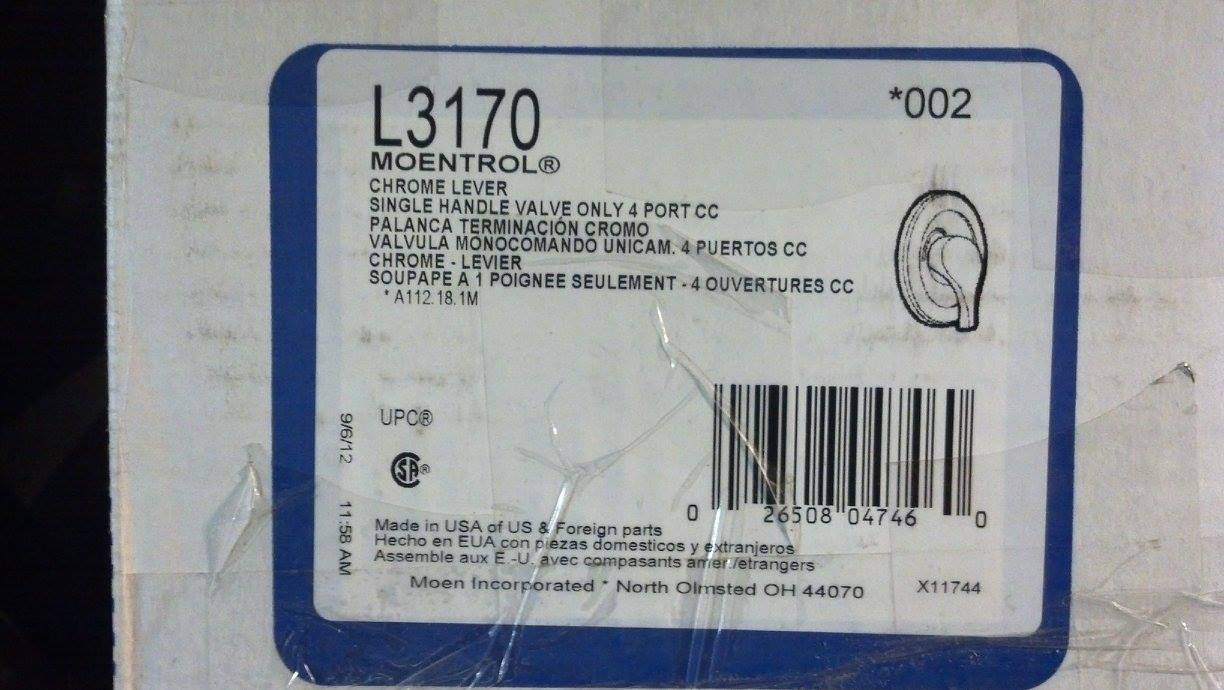 L3170
*002
MOENTROL®
CHROME LEVER
SINGLE HANDLE VALVE ONLY 4 PORT CC
PALANCA TERMINACIÓN CROMO
VALVULA MONOCOMANDO UNICAM. 4 PUERTOS CC
CHROME - LEVIER
SOUPAPE A 1 POIGNEE SEULEMENT - 4 OUVERTURES CC
* A112.18.1M
9/6/12 11:58 AM
UPC®
CSA®
0 26508 04746 0
Made in USA of US & Foreign parts
Hecho en EUA con piezas domesticos y extranjeros
Assemble aux E.-U. avec compasants amer./etrangers
Moen Incorporated * North Olmsted OH 44070
X11744